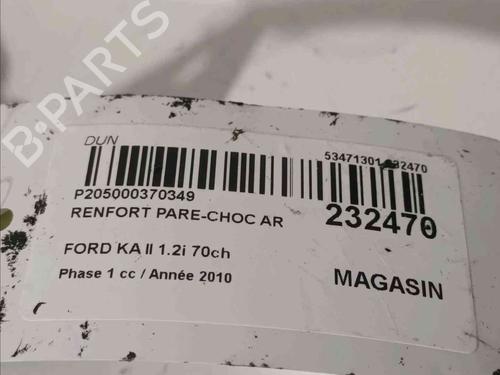 B-PARTS
DUN
53471301 232470
P205000370349
232470
RENFORT PARE-CHOC AR
FORD KA II 1.2i 70ch
Phase 1 cc / Année 2010
MAGASIN